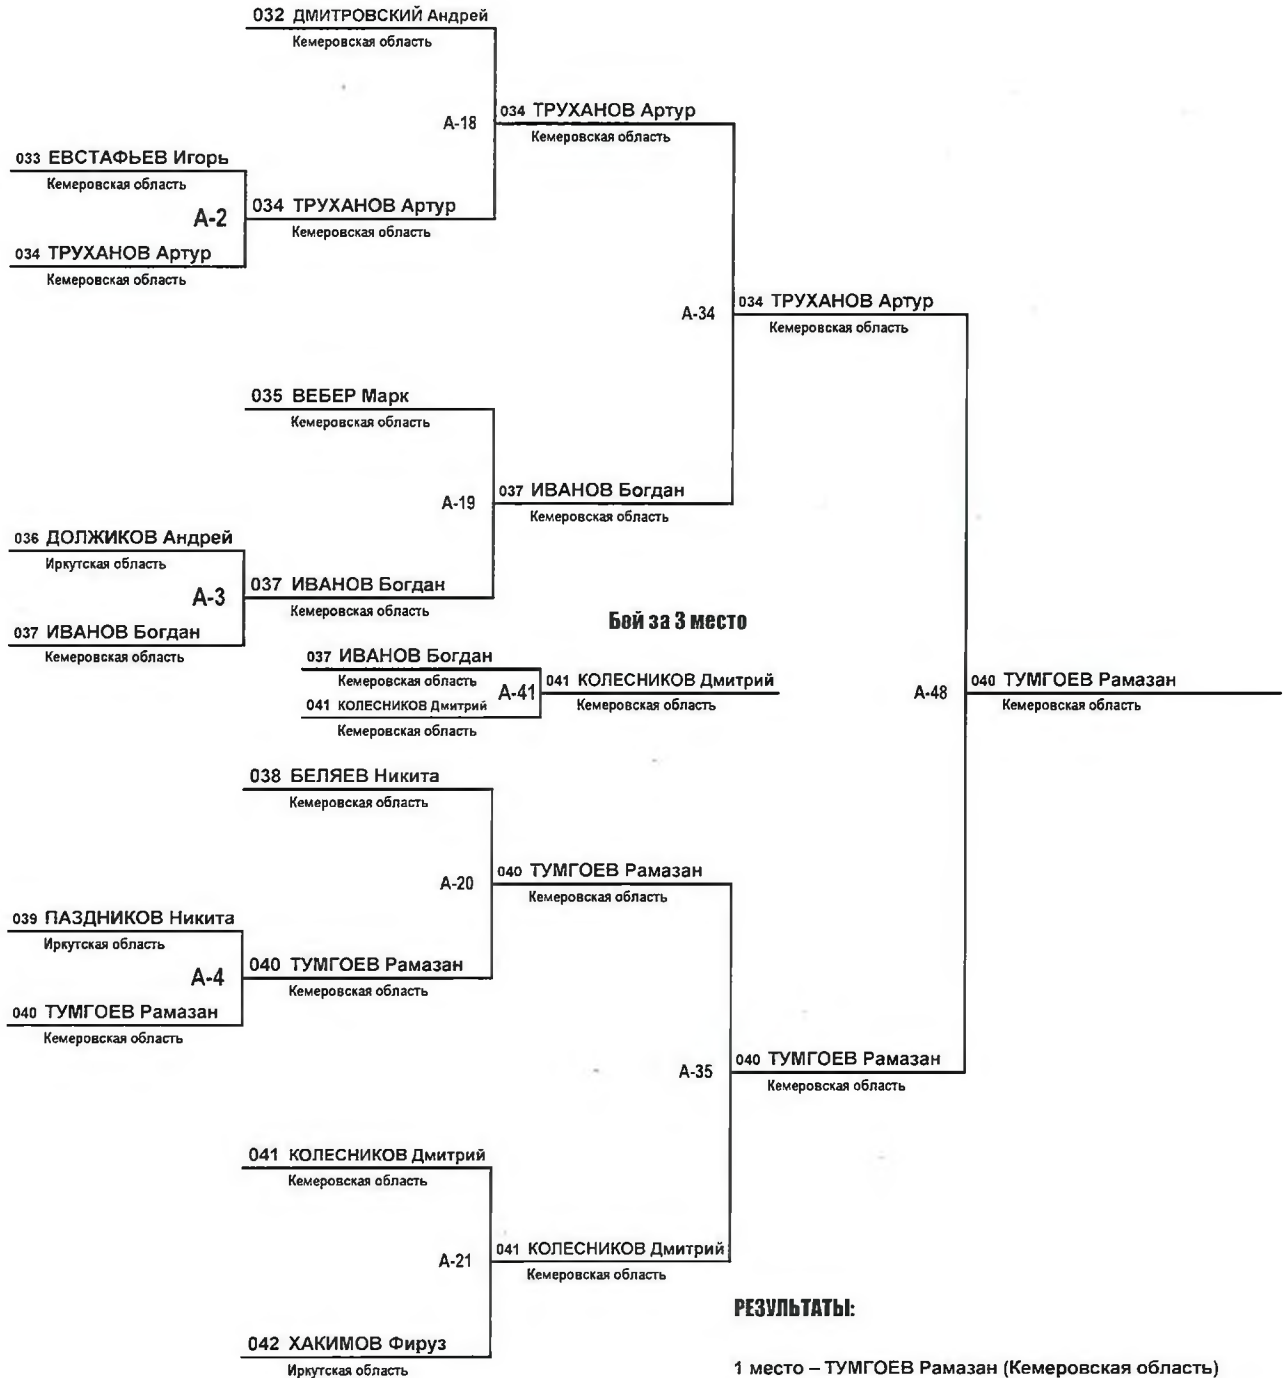 032 ДМИТРОВСКИЙ Андрей
Кемеровская область
А-18
034 ТРУХАНОВ Артур
Кемеровская область
033 ЕВСТАФЬЕВ Игорь
Кемеровская область
А-2
034 ТРУХАНОВ Артур
Кемеровская область
034 ТРУХАНОВ Артур
Кемеровская область
А-34
034 ТРУХАНОВ Артур
Кемеровская область
035 ВЕБЕР Марк
Кемеровская область
А-19
037 ИВАНОВ Богдан
Кемеровская область
036 ДОЛЖИКОВ Андрей
Иркутская область
А-3
037 ИВАНОВ Богдан
Кемеровская область
037 ИВАНОВ Богдан
Кемеровская область
Бой за 3 место
037 ИВАНОВ Богдан
Кемеровская область
А-41
041 КОЛЕСНИКОВ Дмитрий
Кемеровская область
041 КОЛЕСНИКОВ Дмитрий
Кемеровская область
А-48
040 ТУМГОЕВ Рамазан
Кемеровская область
038 БЕЛЯЕВ Никита
Кемеровская область
А-20
040 ТУМГОЕВ Рамазан
Кемеровская область
039 ПАЗДНИКОВ Никита
Иркутская область
А-4
040 ТУМГОЕВ Рамазан
Кемеровская область
040 ТУМГОЕВ Рамазан
Кемеровская область
А-35
040 ТУМГОЕВ Рамазан
Кемеровская область
041 КОЛЕСНИКОВ Дмитрий
Кемеровская область
А-21
041 КОЛЕСНИКОВ Дмитрий
Кемеровская область
042 ХАКИМОВ Фируз
Иркутская область
РЕЗУЛЬТАТЫ:
1 место – ТУМГОЕВ Рамазан (Кемеровская область)